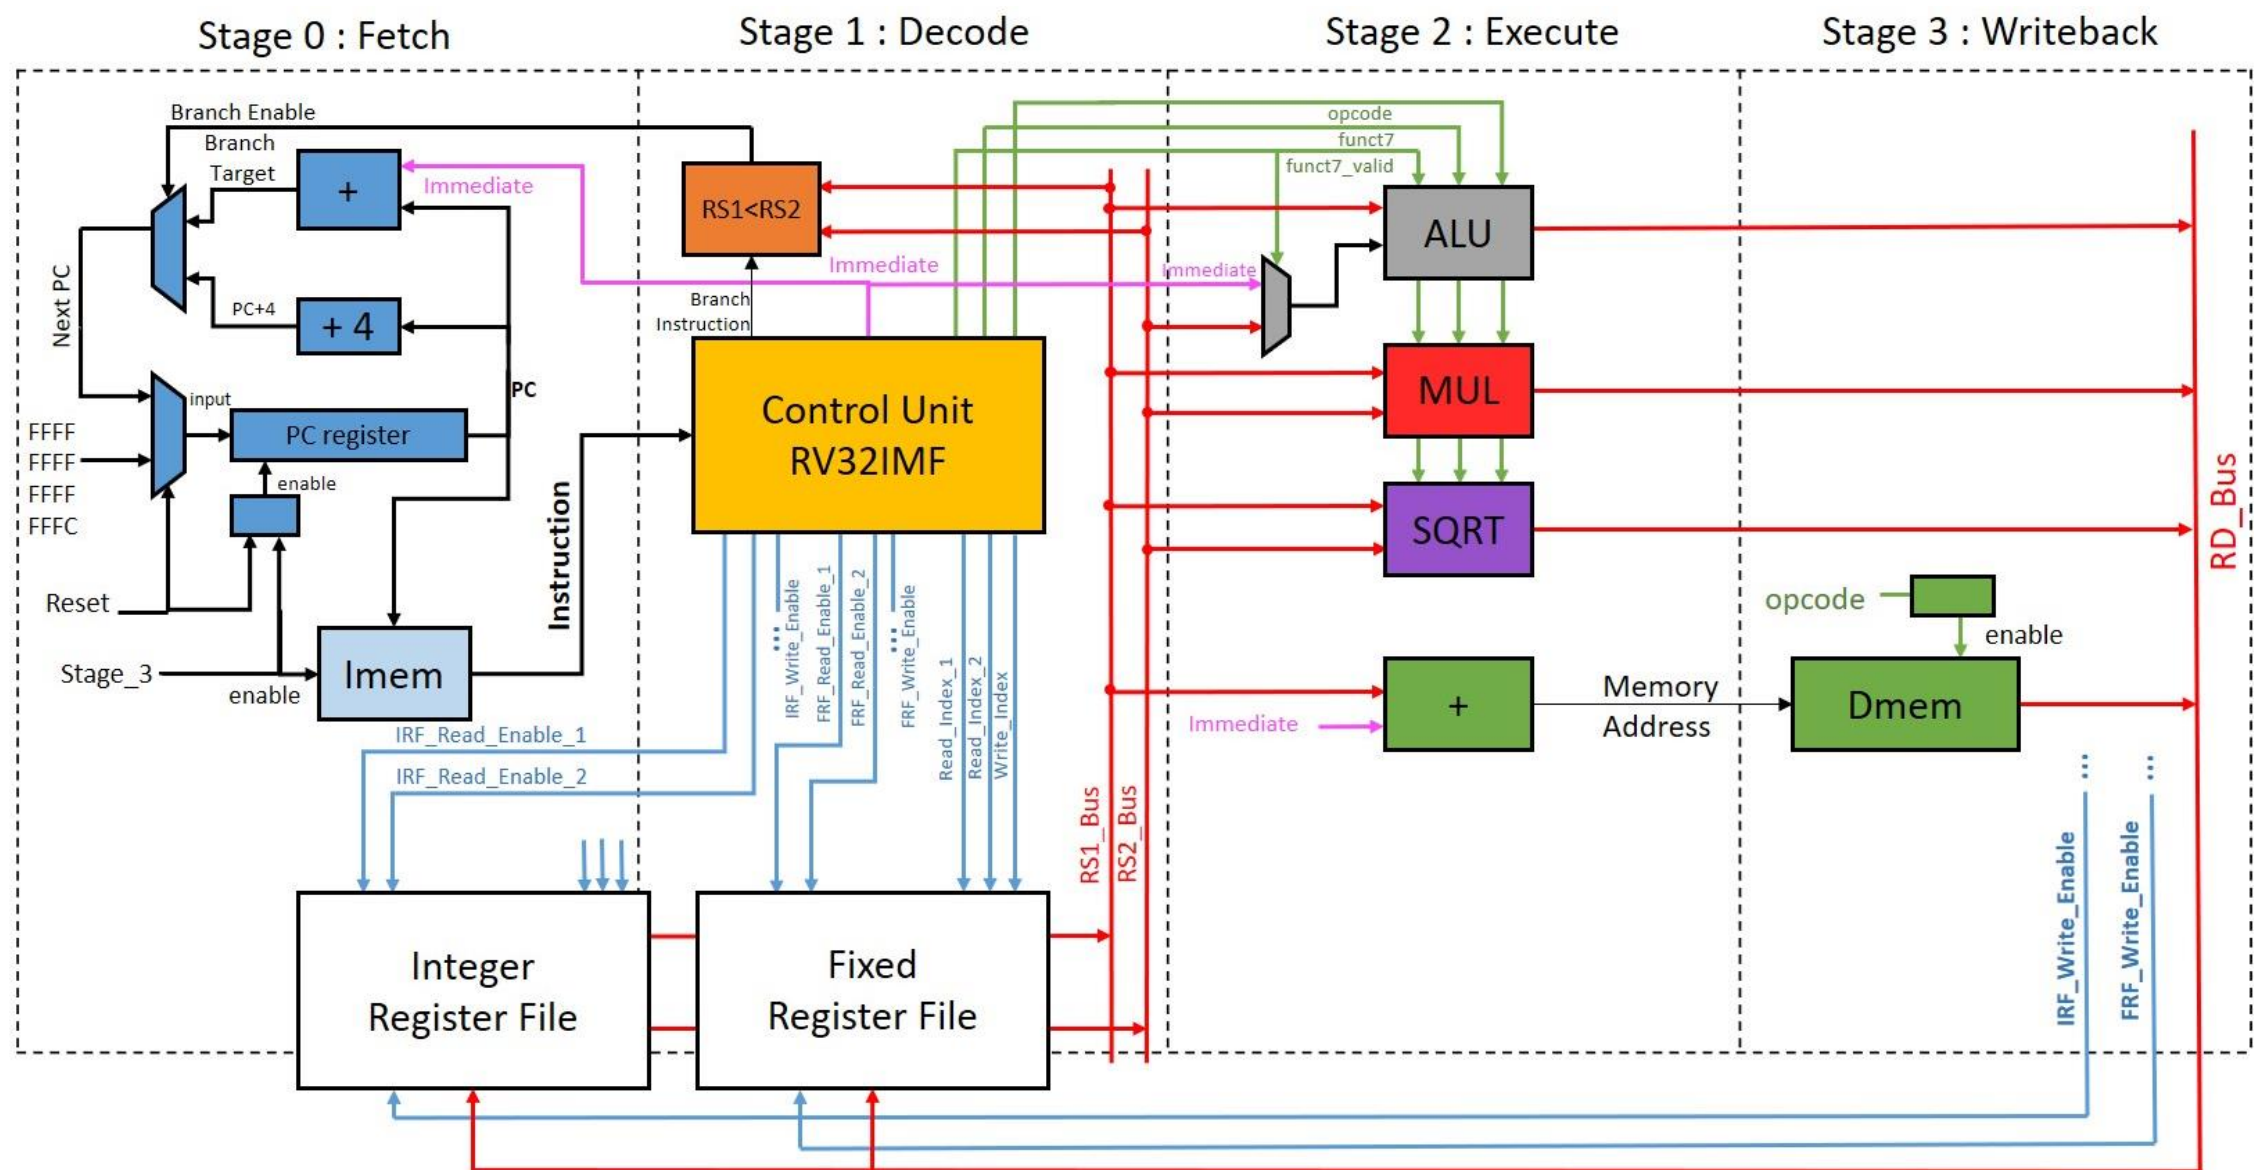 Stage 0 : Fetch
Stage 1 : Decode
Stage 2 : Execute
Stage 3 : Writeback
Branch Enable
Branch
Target
+
Immediate
Next PC
PC+4
+ 4
PC
input
PC register
FFFF
FFFF
FFFF
FFFC
enable
Reset
Stage_3
enable
Imem
Instruction
RS1<RS2
Immediate
Branch
Instruction
Control Unit
RV32IMF
IRF_Write_Enable
...
FRF_Read_Enable_1
FRF_Read_Enable_2
FRF_Write_Enable
...
Read_Index_1
Read_Index_2
Write_Index
IRF_Read_Enable_1
IRF_Read_Enable_2
Integer
Register File
Fixed
Register File
RS1_Bus
RS2_Bus
opcode
funct7
funct7_valid
Immediate
ALU
MUL
SQRT
Immediate
+
Memory
Address
opcode
enable
Dmem
RD_Bus
...
IRF_Write_Enable
...
FRF_Write_Enable